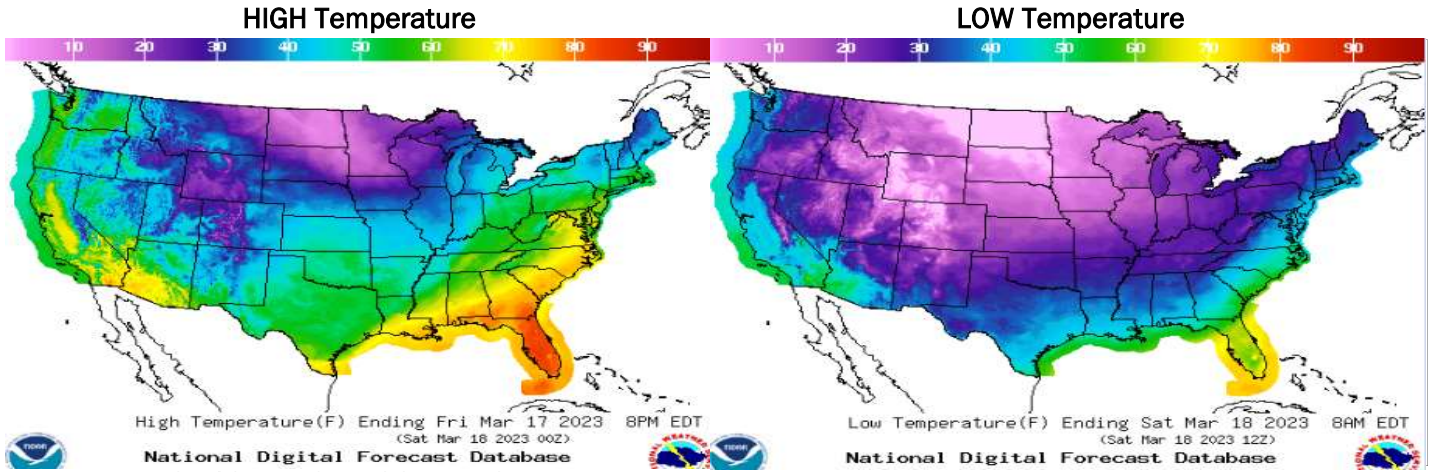 HIGH Temperature
10 20 30 40 50 60 70 80 90
High Temperature(F) Ending Fri Mar 17 2023 8PM EDT
(Sat Mar 18 2023 00Z)
National Digital Forecast Database
LOW Temperature
10 20 30 40 50 60 70 80 90
Low Temperature(F) Ending Sat Mar 18 2023 8AM EDT
(Sat Mar 18 2023 12Z)
National Digital Forecast Database